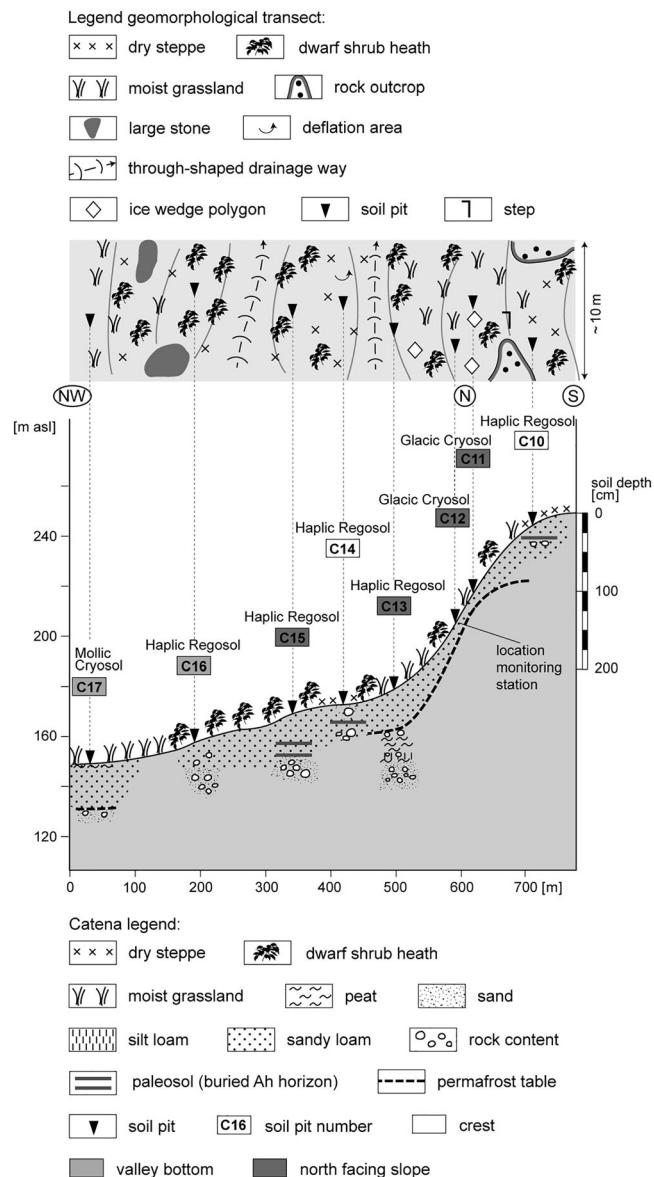 Legend geomorphological transect:
dry steppe dwarf shrub heath
moist grassland rock outcrop
large stone deflation area
through-shaped drainage way
ice wedge polygon soil pit step
~10 m
NW N S
[m asl]
Haplic Regosol
C10
Glacic Cryosol
C11
soil depth
[cm]
Glacic Cryosol
C12
0
Haplic Regosol
C14
240
100
Haplic Regosol
C13
Haplic Regosol
C15
200
Mollic
Cryosol
C17
Haplic Regosol
C16
location
monitoring
station
200
160
120
0 100 200 300 400 500 600 700 [m]
Catena legend:
dry steppe dwarf shrub heath
moist grassland peat sand
silt loam sandy loam rock content
paleosol (buried Ah horizon) permafrost table
soil pit C16 soil pit number crest
valley bottom north facing slope